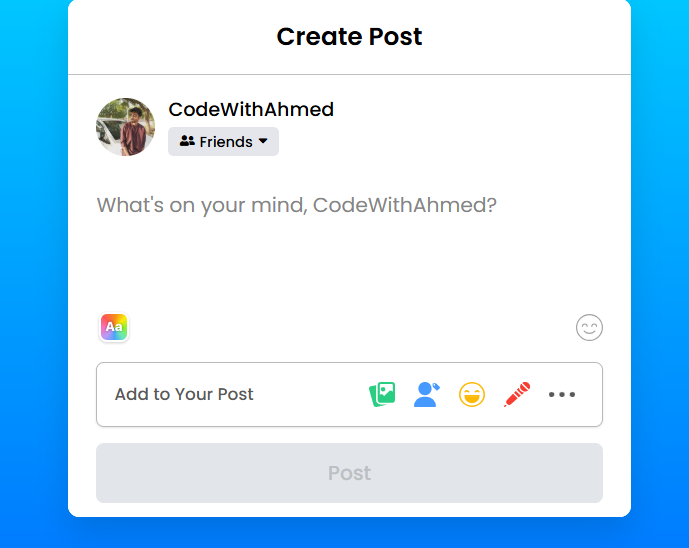 Create Post
CodeWithAhmed
Friends
What's on your mind, CodeWithAhmed?
Aa
Add to Your Post
Post